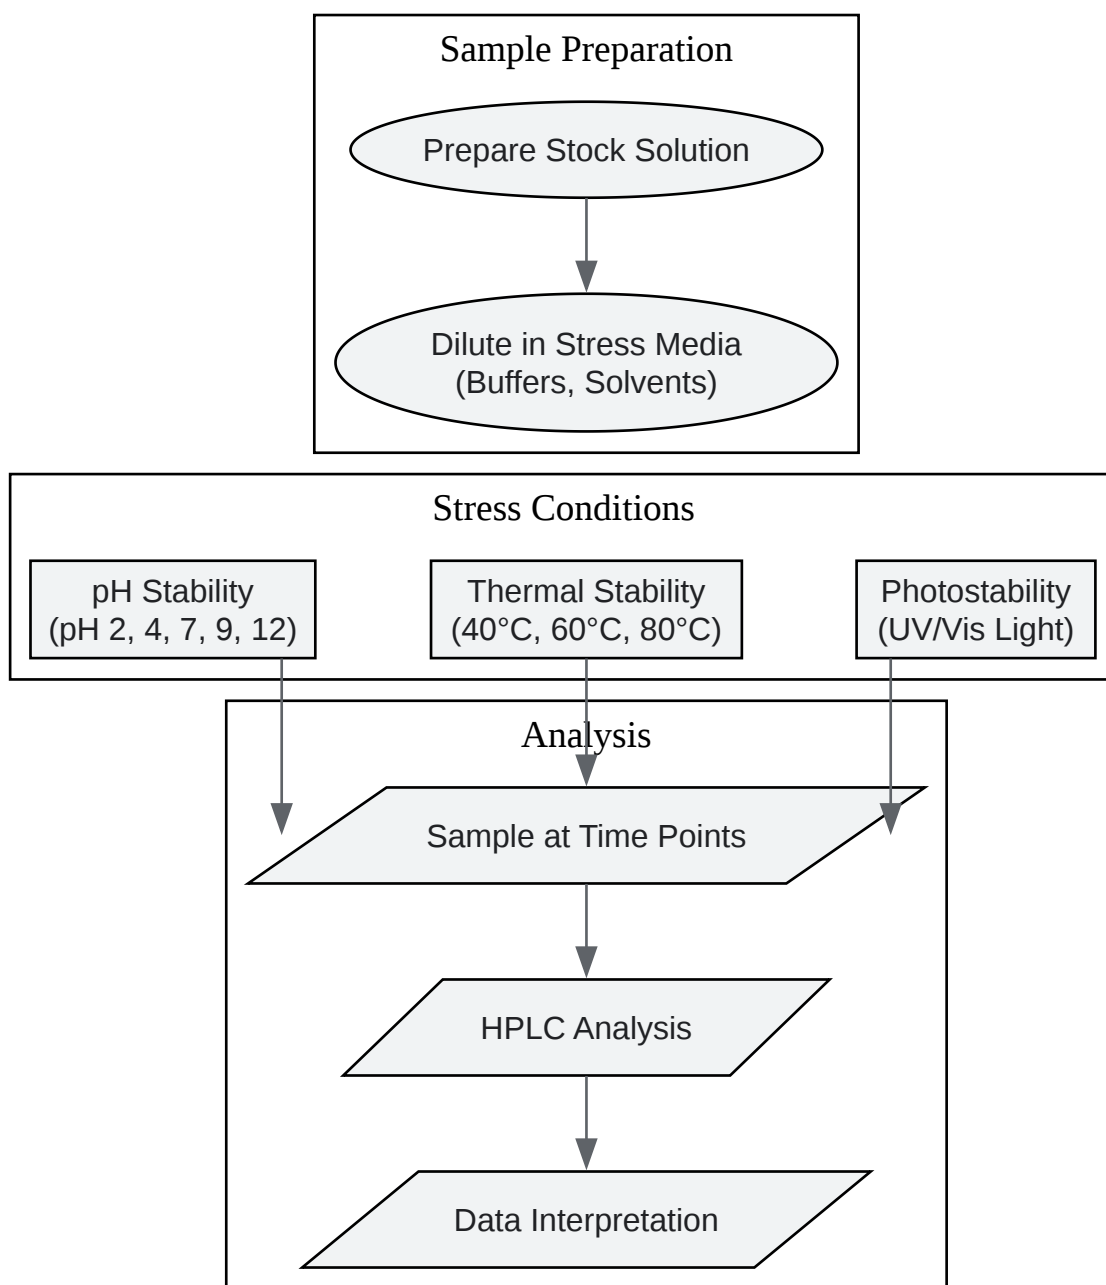 Sample Preparation
Prepare Stock Solution
Dilute in Stress Media
(Buffers, Solvents)
Stress Conditions
pH Stability
(pH 2, 4, 7, 9, 12)
Thermal Stability
(40°C, 60°C, 80°C)
Photostability
(UV/Vis Light)
Analysis
Sample at Time Points
HPLC Analysis
Data Interpretation